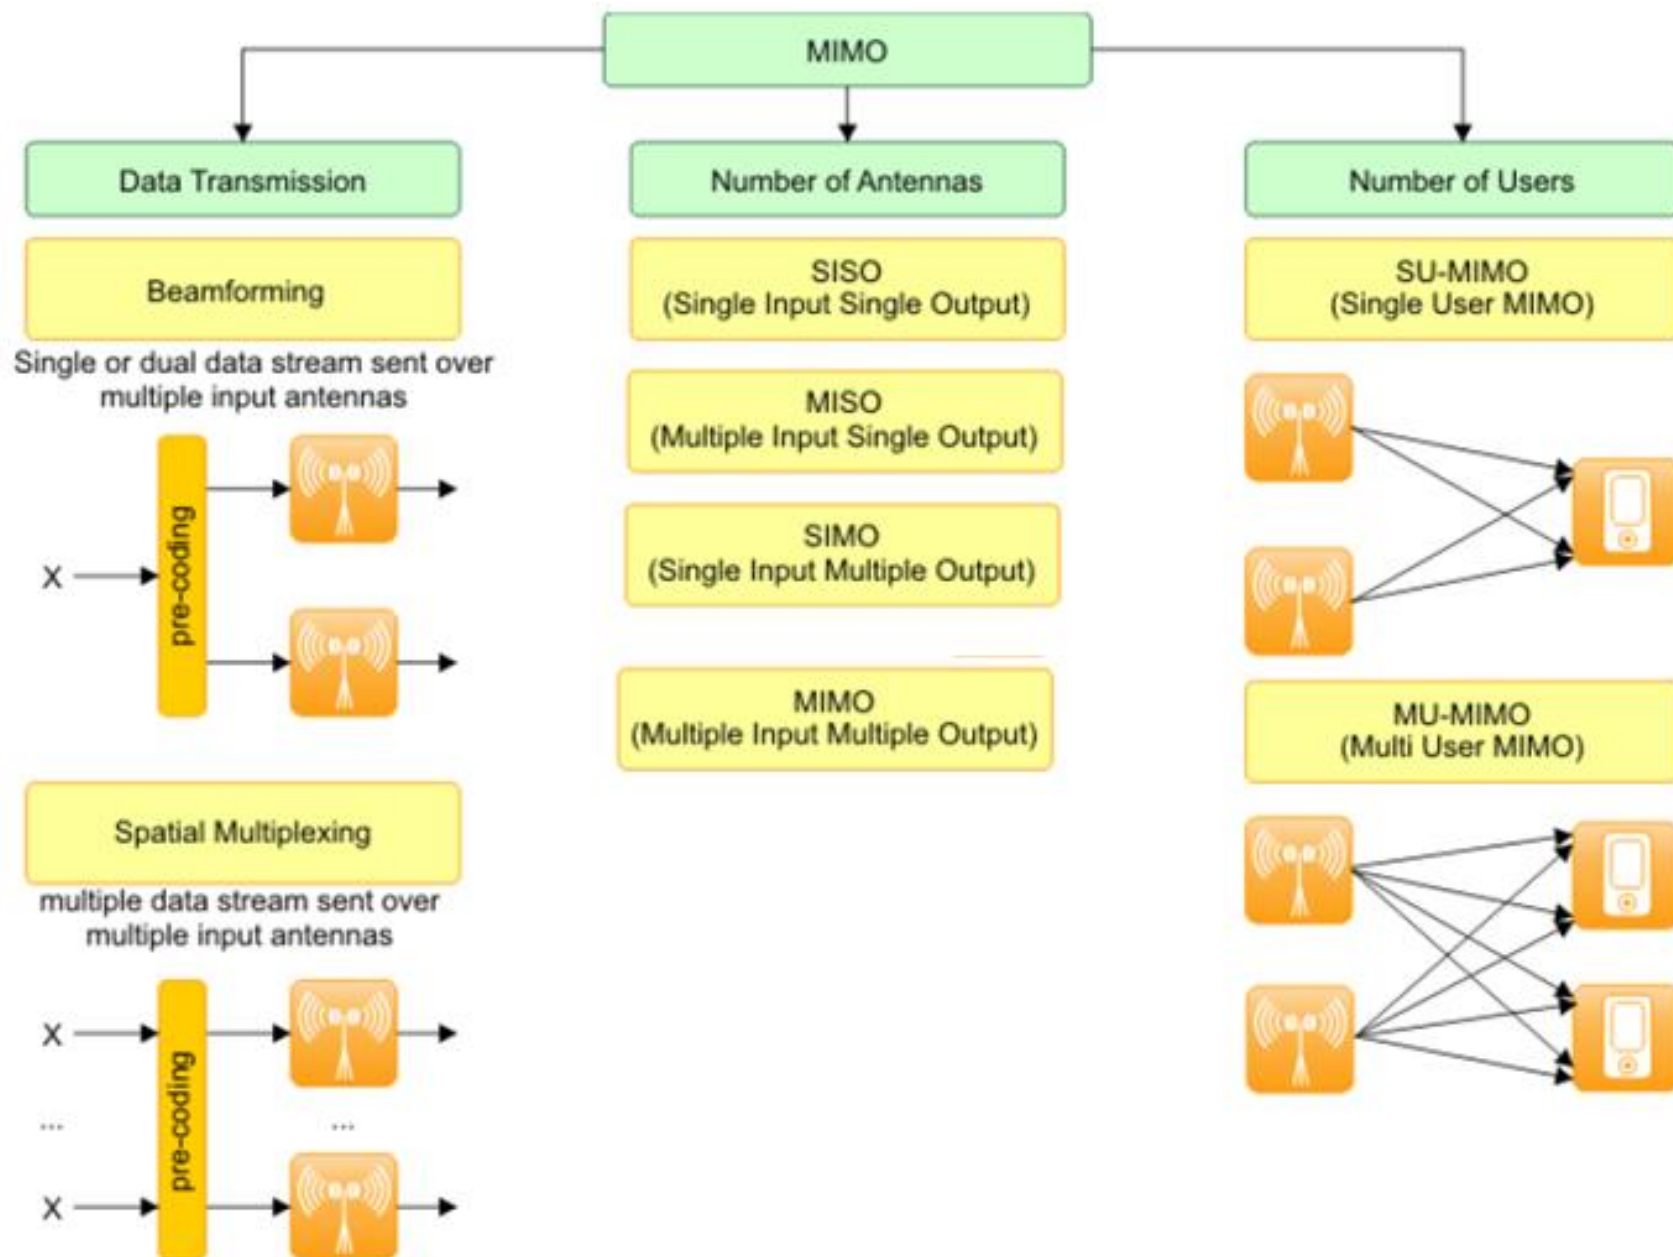 MIMO
Data Transmission
Number of Antennas
Number of Users
Beamforming
Single or dual data stream sent over
multiple input antennas
X
pre-coding
Spatial Multiplexing
multiple data stream sent over
multiple input antennas
X
...
...
X
pre-coding
SISO
(Single Input Single Output)
MISO
(Multiple Input Single Output)
SIMO
(Single Input Multiple Output)
MIMO
(Multiple Input Multiple Output)
SU-MIMO
(Single User MIMO)
MU-MIMO
(Multi User MIMO)